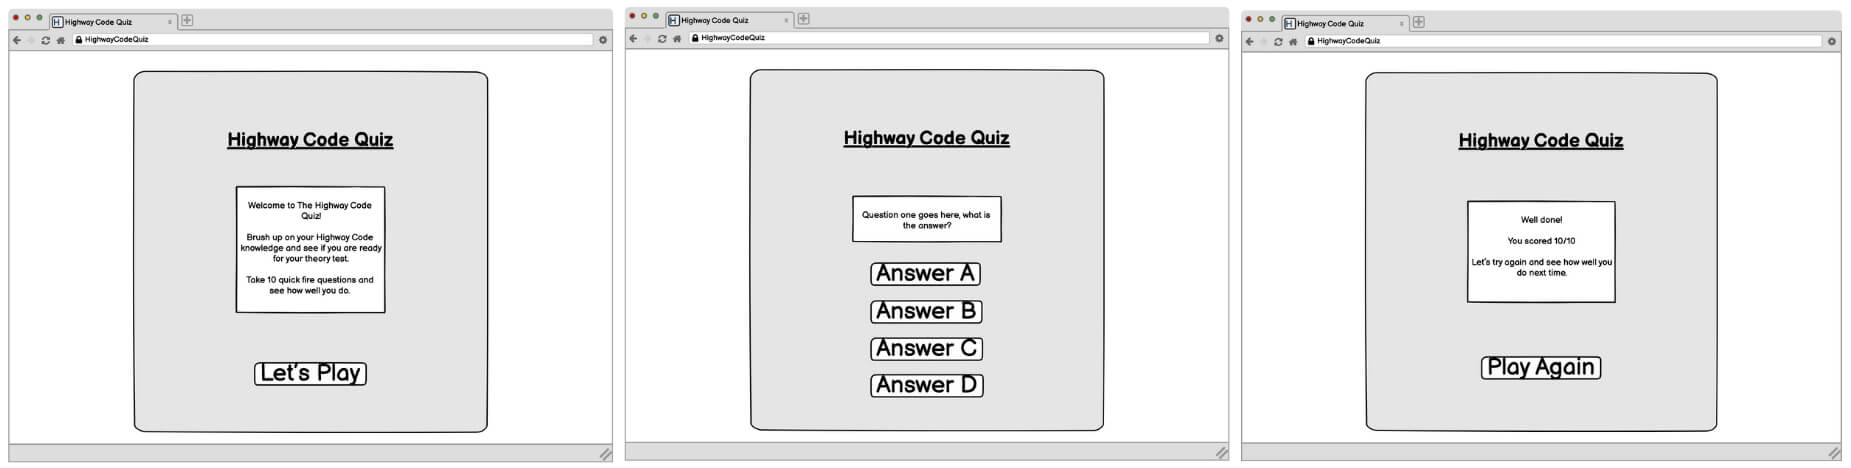 Highway Code Quiz
HighwayCodeQuiz
Highway Code Quiz
Welcome to The Highway Code
Quiz!
Brush up on your Highway Code
knowledge and see if you are ready
for your theory test.
Take 10 quick fire questions and
see how well you do.
Let's Play
Highway Code Quiz
HighwayCodeQuiz
Highway Code Quiz
Question one goes here, what is
the answer?
Answer A
Answer B
Answer C
Answer D
Highway Code Quiz
HighwayCodeQuiz
Highway Code Quiz
Well done!
You scored 10/10
Let's try again and see how well you
do next time.
Play Again